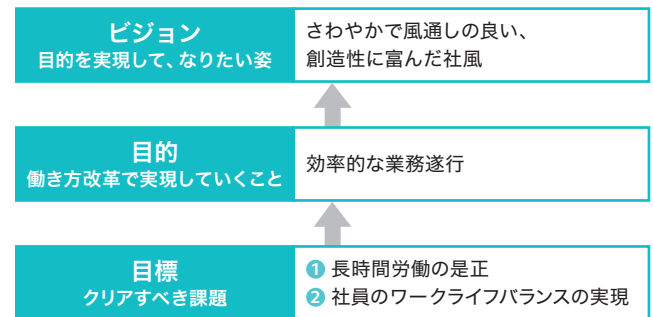 ビジョン
目的を実現して、なりたい姿
さわやかで風通しの良い、
創造性に富んだ社風
目的
働き方改革で実現していくこと
効率的な業務遂行
目標
クリアすべき課題
❶ 長時間労働の是正
❷ 社員のワークライフバランスの実現